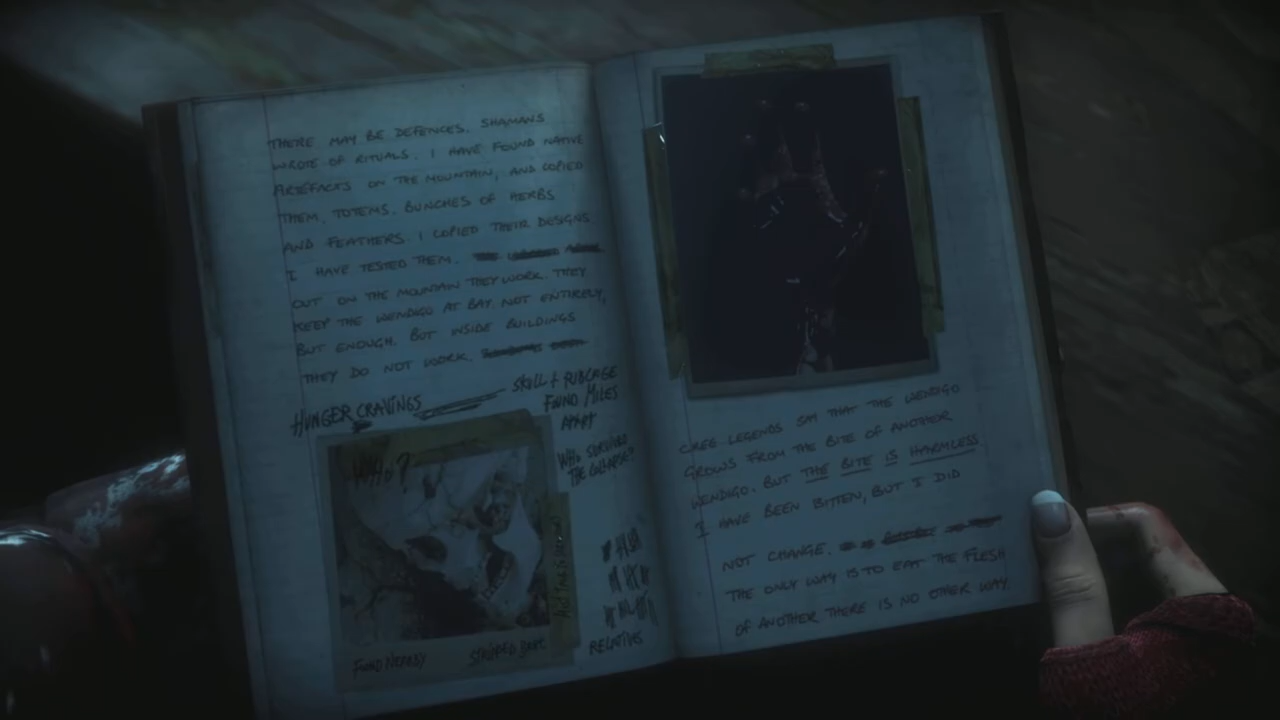 THERE MAY BE DEFENCES. SHAMANS
WROTE OF RITUALS. I HAVE FOUND NATIVE
ARTEFACTS ON THE MOUNTAIN, AND COPIED
THEM. TOTEMS. BUNCHES OF HERBS
AND FEATHERS. I COPIED THEIR DESIGNS.
I HAVE TESTED THEM.
OUT ON THE MOUNTAIN THEY WORK. THEY
KEEP THE WENDIGO AT BAY. NOT ENTIRELY,
BUT ENOUGH. BUT INSIDE BUILDINGS
THEY DO NOT WORK.
HUNGER CRAVINGS
SKULL + RIBCAGE
FOUND MILES
APART
WHO?
WHO SURVIVED
THE COLLAPSE?
RELATIVE
FOUND NEARBY
STRIPPED BARE
CREE LEGENDS SAY THAT THE WENDIGO
GROWS FROM THE BITE OF ANOTHER
WENDIGO. BUT THE BITE IS HARMLESS
I HAVE BEEN BITTEN, BUT I DID
NOT CHANGE.
THE ONLY WAY IS TO EAT THE FLESH
OF ANOTHER THERE IS NO OTHER WAY.